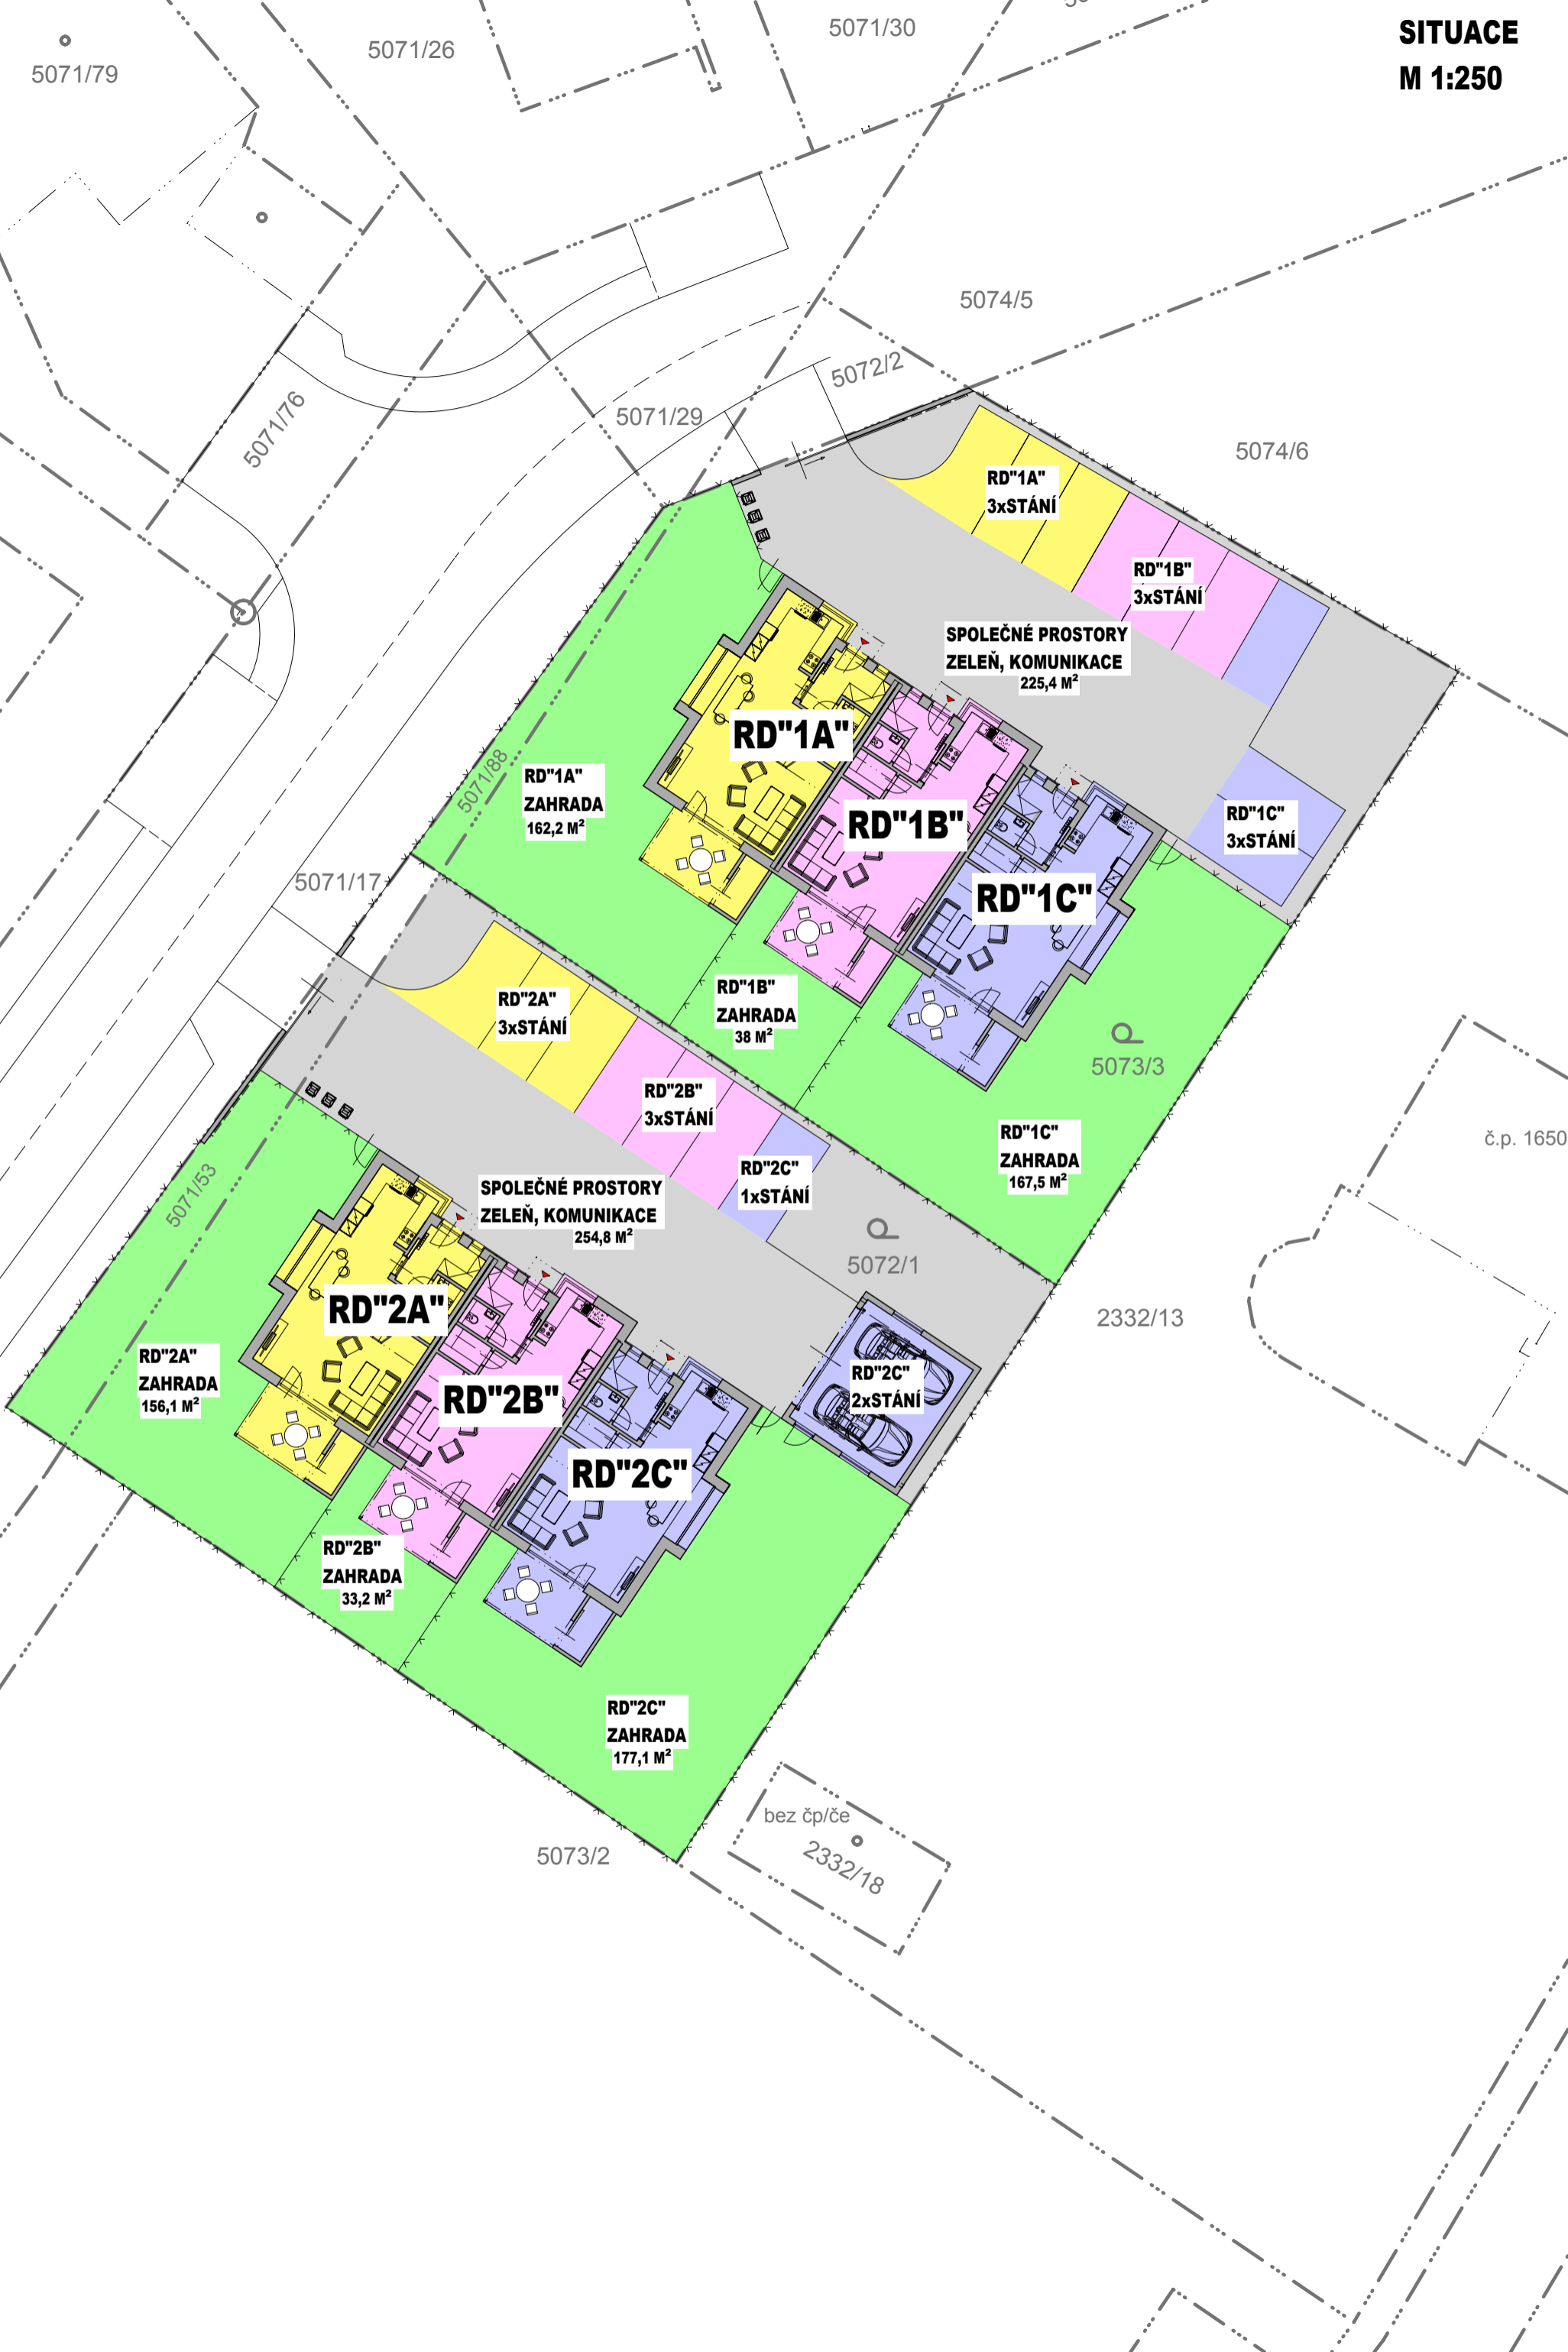 SITUACE
M 1:250
5071/79
5071/26
5071/30
5074/5
5072/2
5071/29
5071/76
5074/6
RD"1A"
3xSTÁNÍ
RD"1B"
3xSTÁNÍ
SPOLEČNÉ PROSTORY
ZELEŇ, KOMUNIKACE
225,4 M²
RD"1A"
RD"1A"
ZAHRADA
162,2 M²
5071/88
RD"1B"
RD"1C"
3xSTÁNÍ
5071/17
RD"1C"
RD"2A"
3xSTÁNÍ
RD"1B"
ZAHRADA
38 M²
5073/3
RD"2B"
3xSTÁNÍ
RD"1C"
ZAHRADA
167,5 M²
č.p. 1650
RD"2C"
1xSTÁNÍ
5071/53
SPOLEČNÉ PROSTORY
ZELEŇ, KOMUNIKACE
254,8 M²
5072/1
2332/13
RD"2A"
RD"2A"
ZAHRADA
156,1 M²
RD"2C"
2xSTÁNÍ
RD"2B"
RD"2C"
RD"2B"
ZAHRADA
33,2 M²
RD"2C"
ZAHRADA
177,1 M²
bez čp/če
2332/18
5073/2